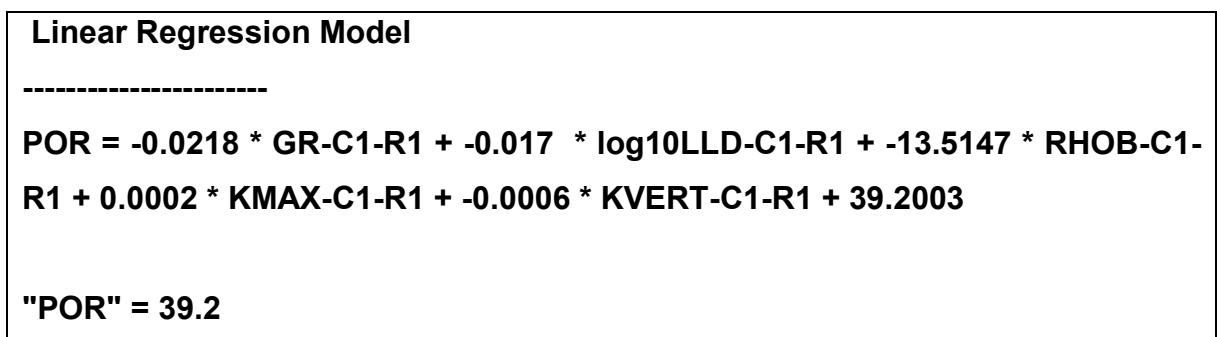 Linear Regression Model
-----------------------
POR = -0.0218 * GR-C1-R1 + -0.017  * log10LLD-C1-R1 + -13.5147 * RHOB-C1-
R1 + 0.0002 * KMAX-C1-R1 + -0.0006 * KVERT-C1-R1 + 39.2003
"POR" = 39.2